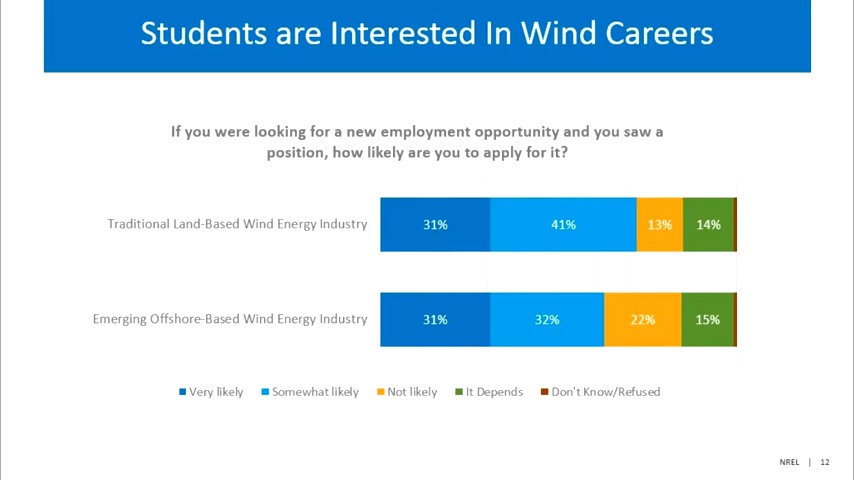 Students are Interested In Wind Careers
If you were looking for a new employment opportunity and you saw a
position, how likely are you to apply for it?
Traditional Land-Based Wind Energy Industry 31% 41% 13% 14%
Emerging Offshore-Based Wind Energy Industry 31% 32% 22% 15%
Very likely Somewhat likely Not likely It Depends Don't Know/Refused
NREL | 12